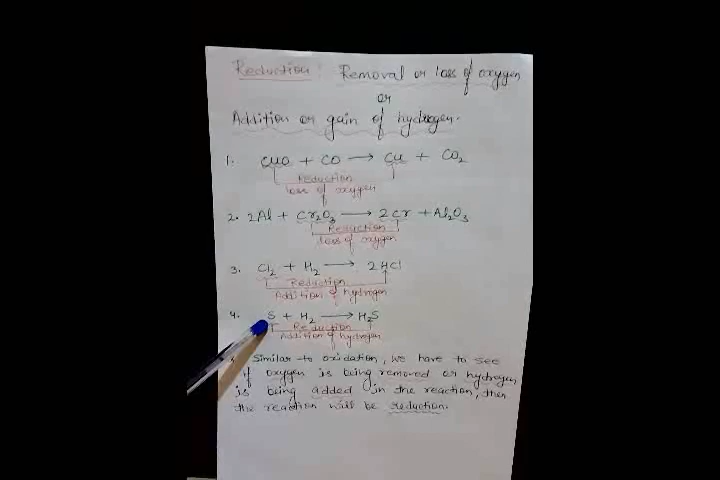 Reduction: Removal or loss of oxygen
or
Addition or gain of hydrogen.
1. CuO + CO → Cu + CO2
Reduction
loss of oxygen
2. 2Al + Cr2O3 → 2Cr + Al2O3
Reduction
loss of oxygen
3. Cl2 + H2 → 2HCl
Reduction
Addition of hydrogen
4. S + H2 → H2S
Reduction
Addition of hydrogen
Similar to oxidation, we have to see
if oxygen is being removed or hydrogen
is being added in the reaction, then
the reaction will be reduction.